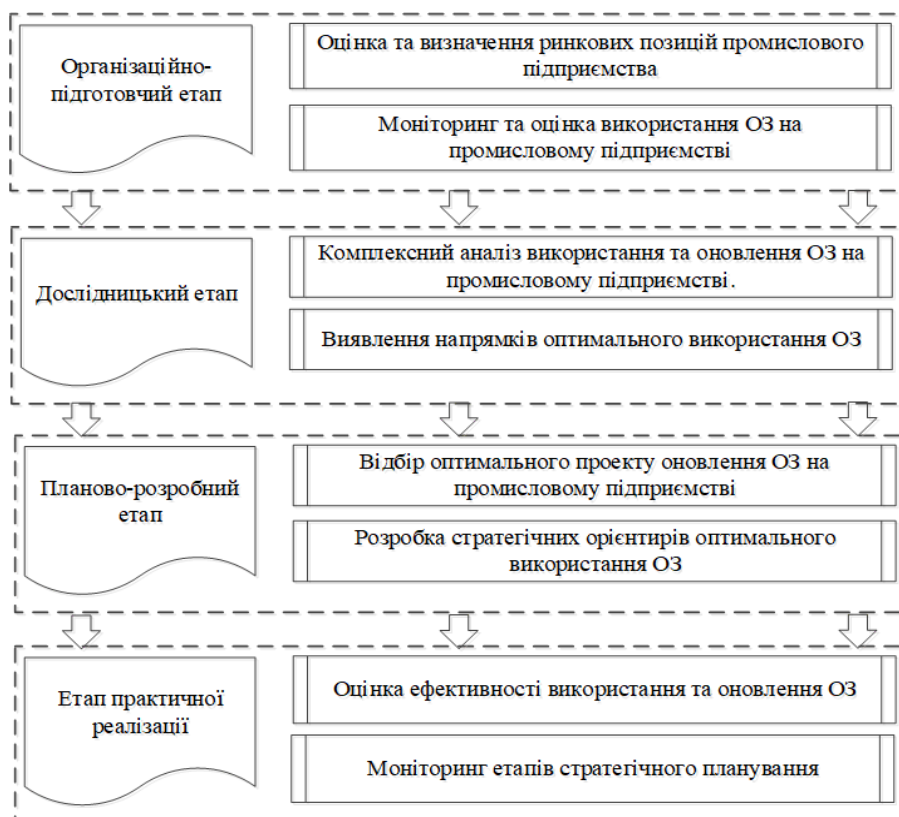 Організаційно-
підготовчий етап
Оцінка та визначення ринкових позицій промислового
підприємства
Моніторинг та оцінка використання ОЗ на
промисловому підприємстві
Дослідницький етап
Комплексний аналіз використання та оновлення ОЗ на
промисловому підприємстві.
Виявлення напрямків оптимального використання ОЗ
Планово-розробний
етап
Відбір оптимального проекту оновлення ОЗ на
промисловому підприємстві
Розробка стратегічних орієнтирів оптимального
використання ОЗ
Етап практичної
реалізації
Оцінка ефективності використання та оновлення ОЗ
Моніторинг етапів стратегічного планування